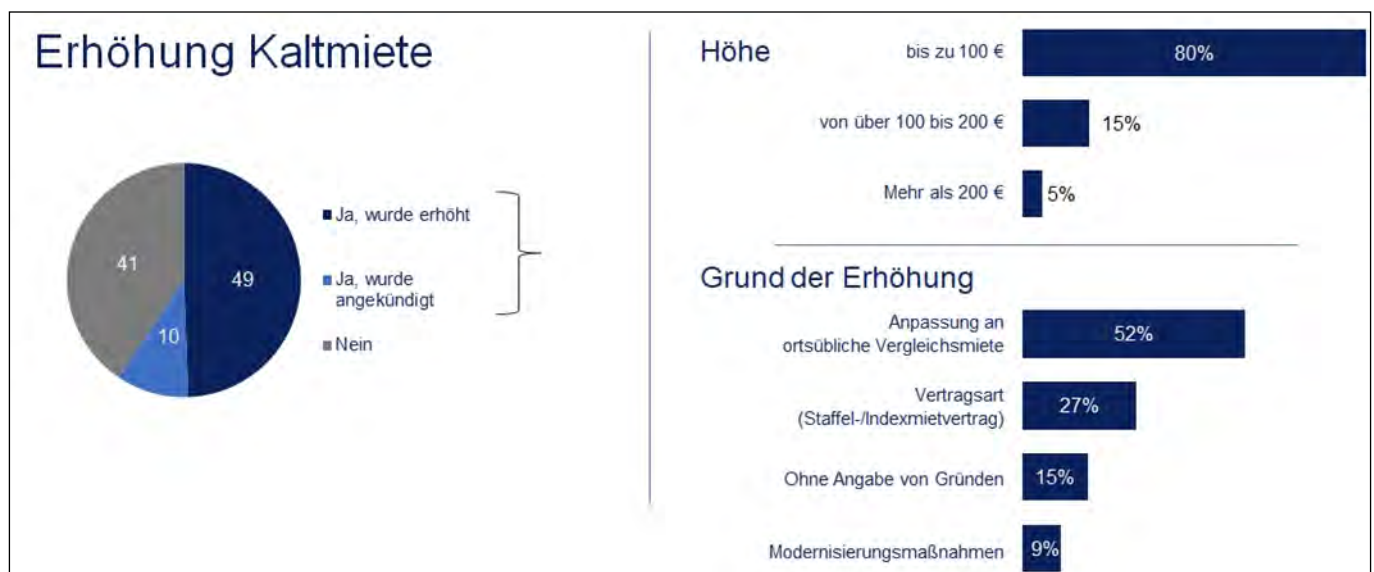 Erhöhung Kaltmiete
41
49
10
Ja, wurde erhöht
Ja, wurde
angekündigt
Nein
Höhe
bis zu 100 €
80%
von über 100 bis 200 €
15%
Mehr als 200 €
5%
Grund der Erhöhung
Anpassung an
ortsübliche Vergleichsmiete
52%
Vertragsart
(Staffel-/Indexmietvertrag)
27%
Ohne Angabe von Gründen
15%
Modernisierungsmaßnahmen
9%